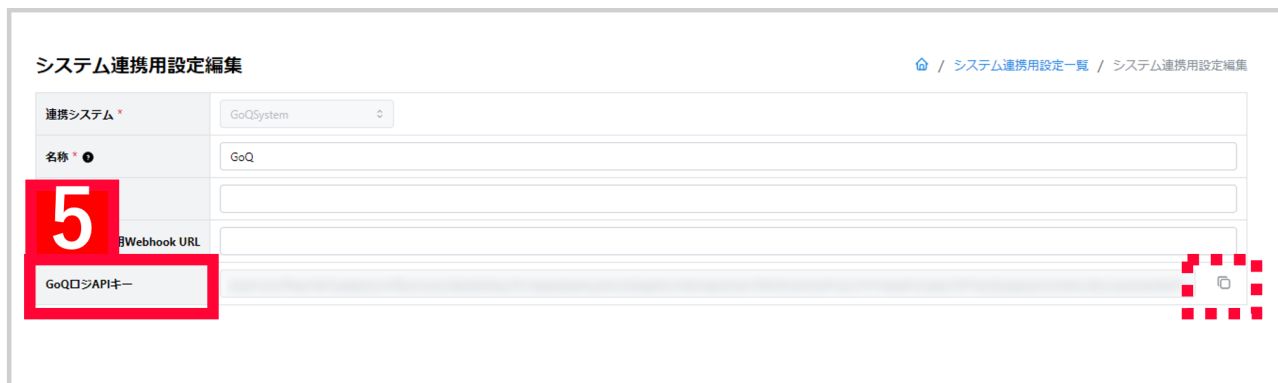 システム連携用設定編集
/ システム連携用設定一覧 / システム連携用設定編集
連携システム *
GoQSystem
名称 *
GoQ
5
用Webhook URL
GoQロジAPIキー